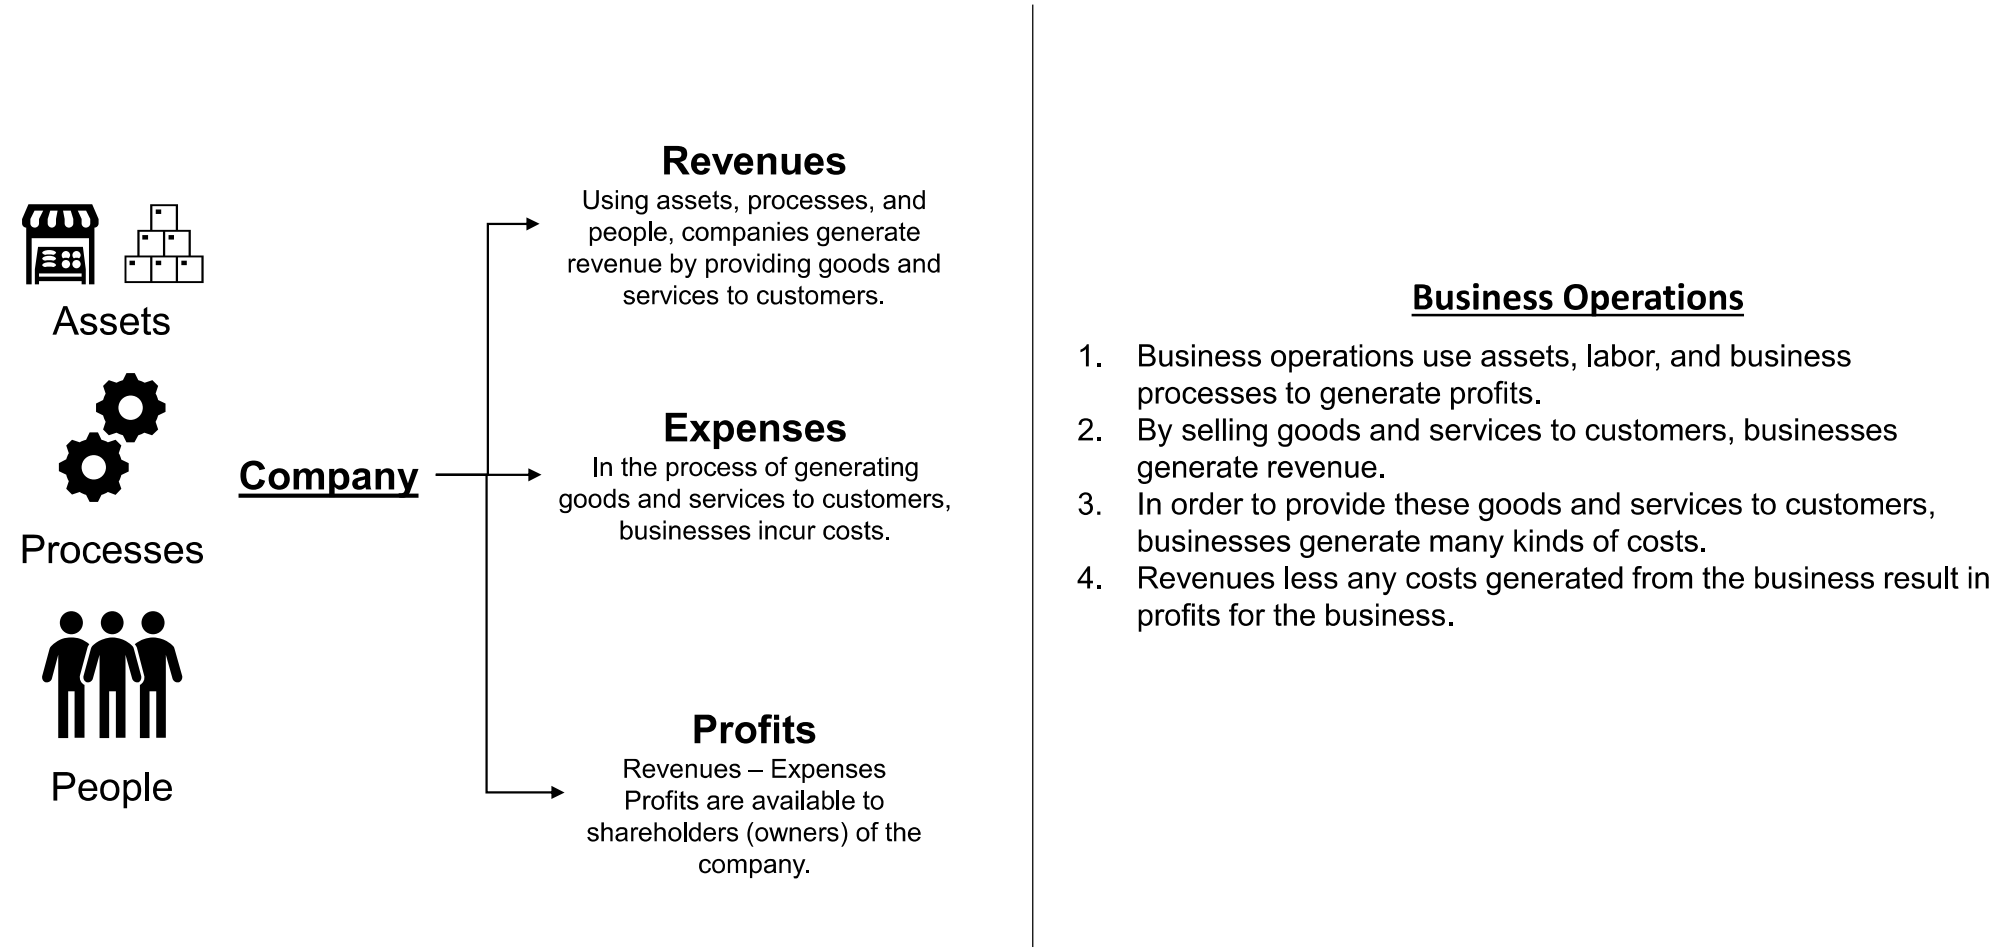 Assets
Processes
People
Company
Revenues
Using assets, processes, and
people, companies generate
revenue by providing goods and
services to customers.
Expenses
In the process of generating
goods and services to customers,
businesses incur costs.
Profits
Revenues – Expenses
Profits are available to
shareholders (owners) of the
company.
Business Operations
1. Business operations use assets, labor, and business
processes to generate profits.
2. By selling goods and services to customers, businesses
generate revenue.
3. In order to provide these goods and services to customers,
businesses generate many kinds of costs.
4. Revenues less any costs generated from the business result in
profits for the business.